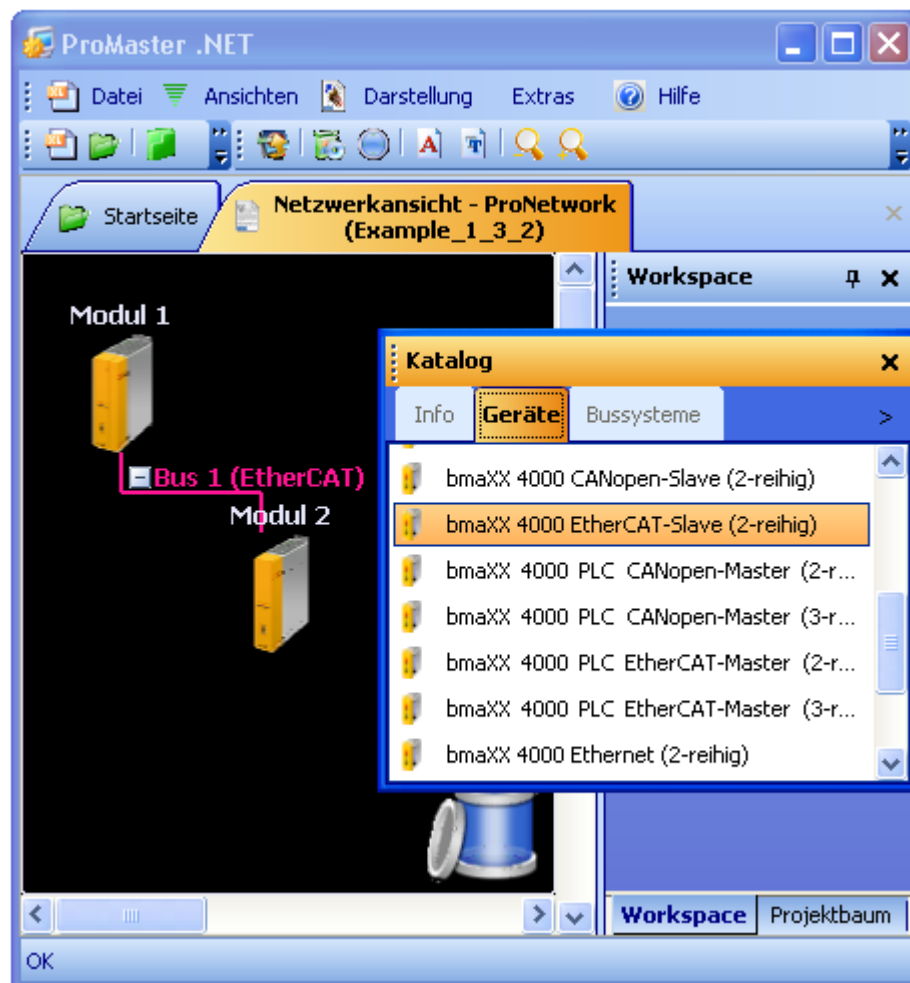 ProMaster .NET
Datei Ansichten Darstellung Extras Hilfe
Startseite
Netzwerkansicht - ProNetwork
(Example_1_3_2)
Workspace
Modul 1
Bus 1 (EtherCAT)
Modul 2
Katalog
Info Geräte Bussysteme >
bmaXX 4000 CANopen-Slave (2-reihig)
bmaXX 4000 EtherCAT-Slave (2-reihig)
bmaXX 4000 PLC CANopen-Master (2-r...
bmaXX 4000 PLC CANopen-Master (3-r...
bmaXX 4000 PLC EtherCAT-Master (2-r...
bmaXX 4000 PLC EtherCAT-Master (3-r...
bmaXX 4000 Ethernet (2-reihig)
Workspace Projektbaum
OK